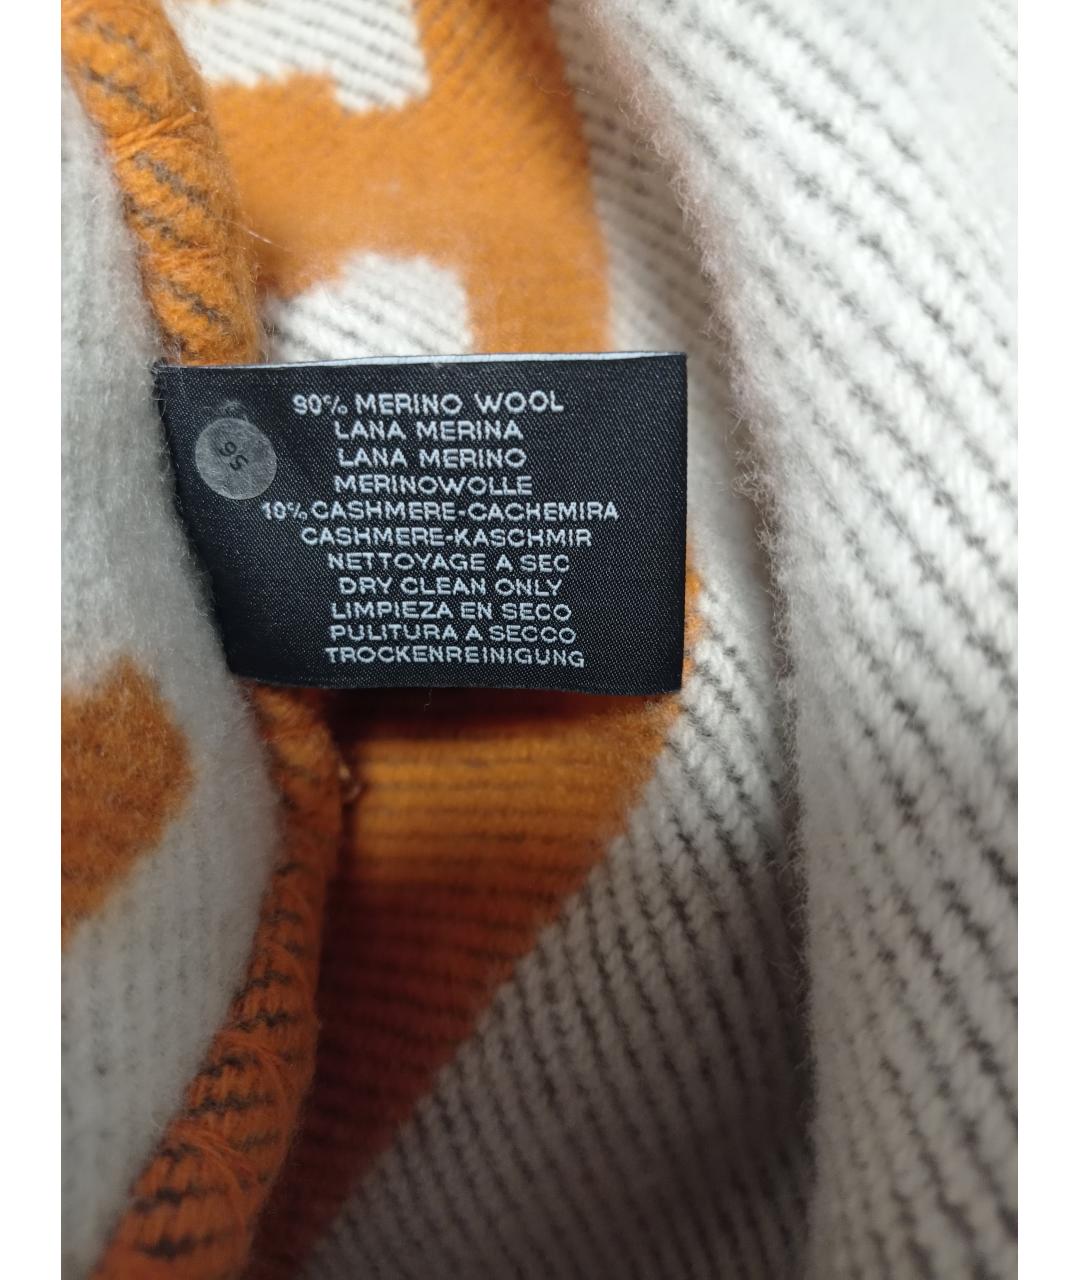 90% MERINO WOOL
LANA MERINA
LANA MERINO
MERINOWOLLE
10% CASHMERE-CACHEMIRA
CASHMERE-KASCHMIR
NETTOYAGE A SEC
DRY CLEAN ONLY
LIMPIEZA EN SECO
PULITURA A SECCO
TROCKENREINIGUNG